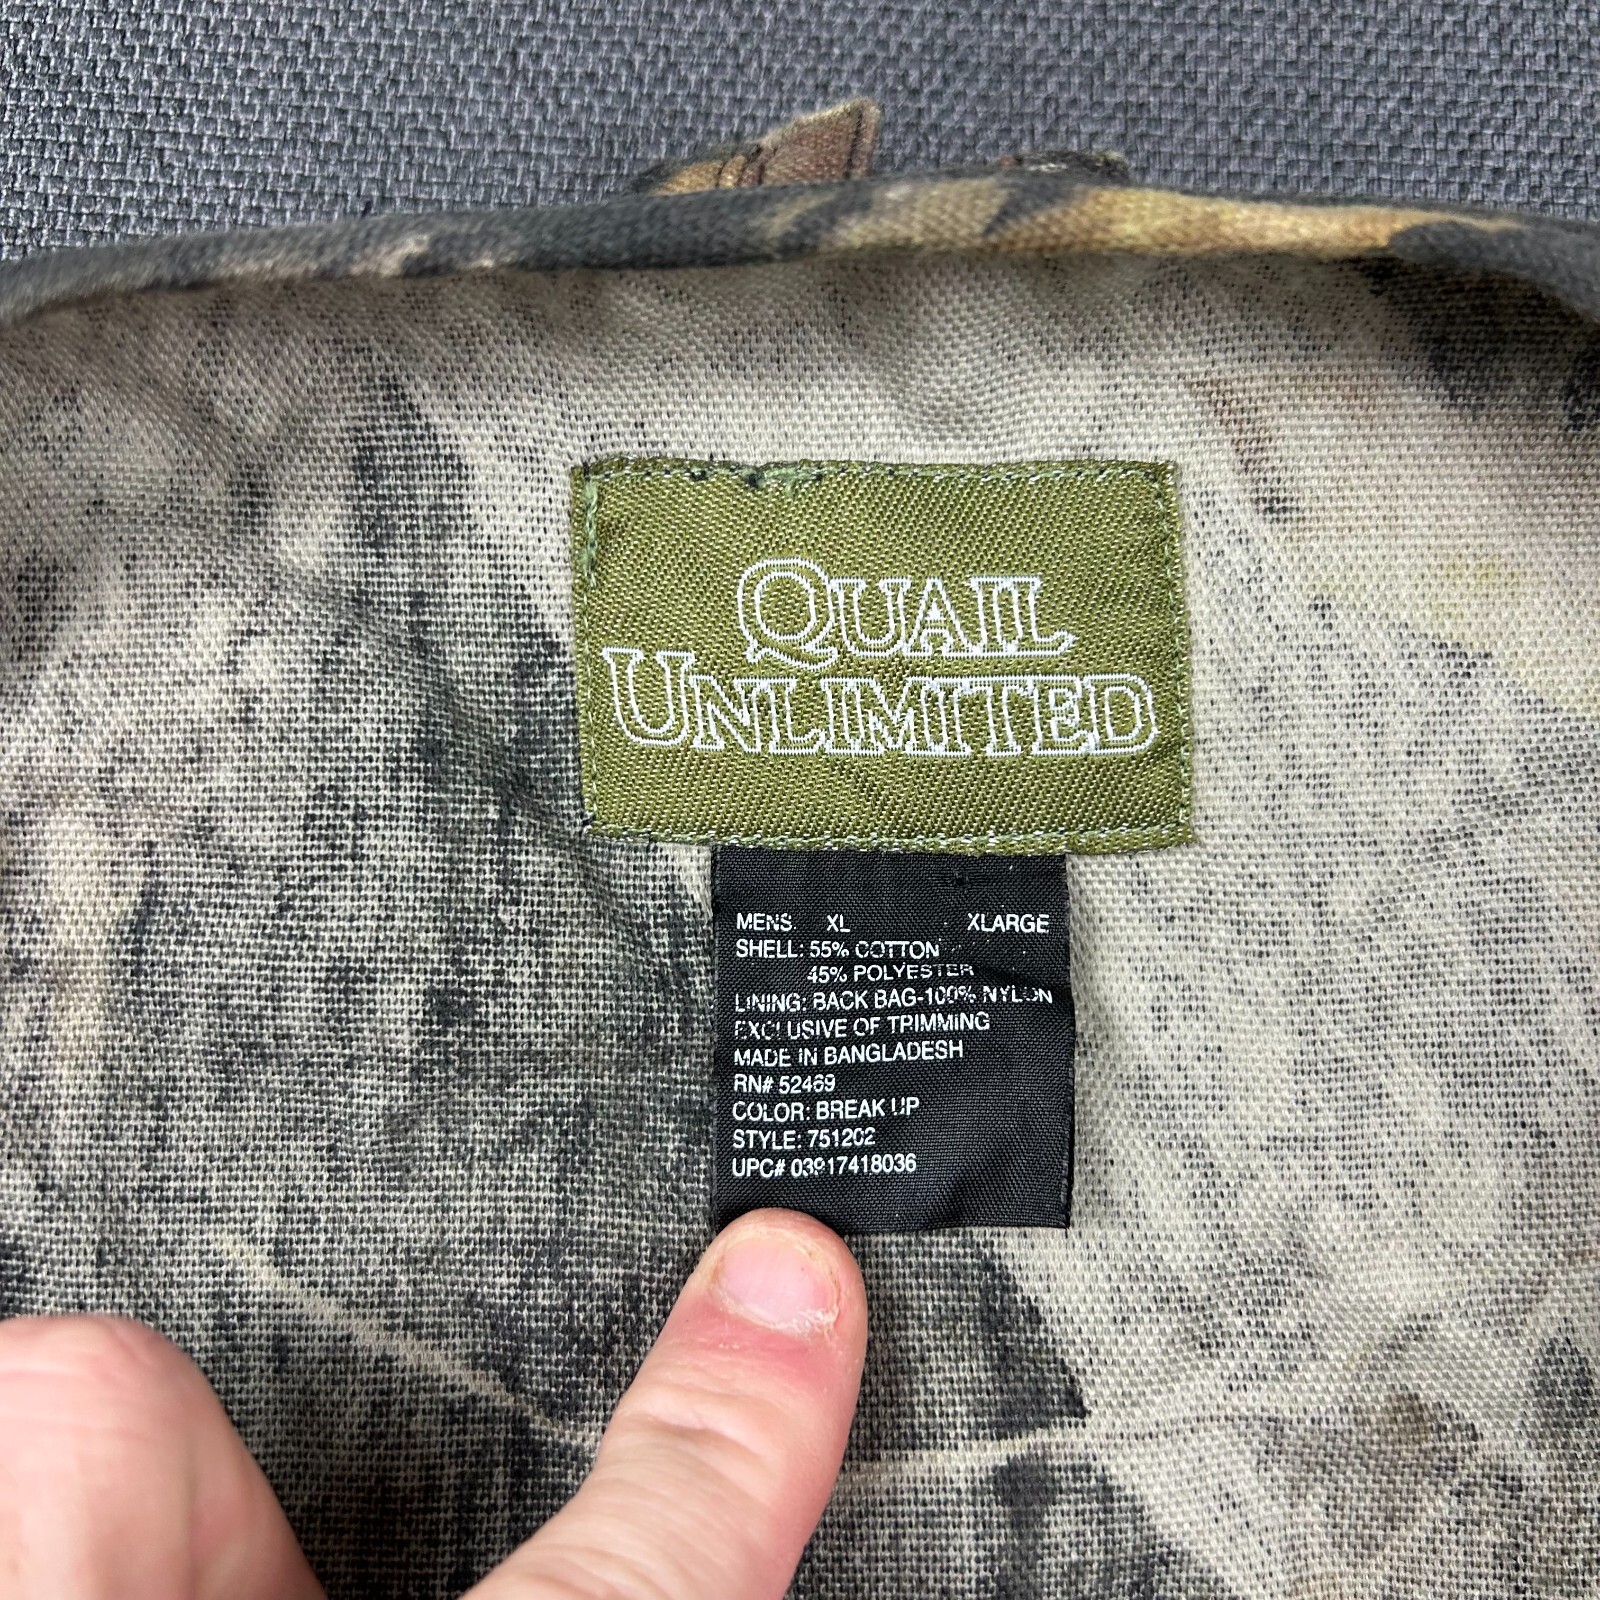 QUAIL
UNLIMITED
MENS XL XLARGE
SHELL: 55% COTTON
45% POLYESTER
LINING: BACK BAG-100% NYLON
EXCLUSIVE OF TRIMMING
MADE IN BANGLADESH
RN# 52469
COLOR: BREAK UP
STYLE: 751202
UPC# 03917418036